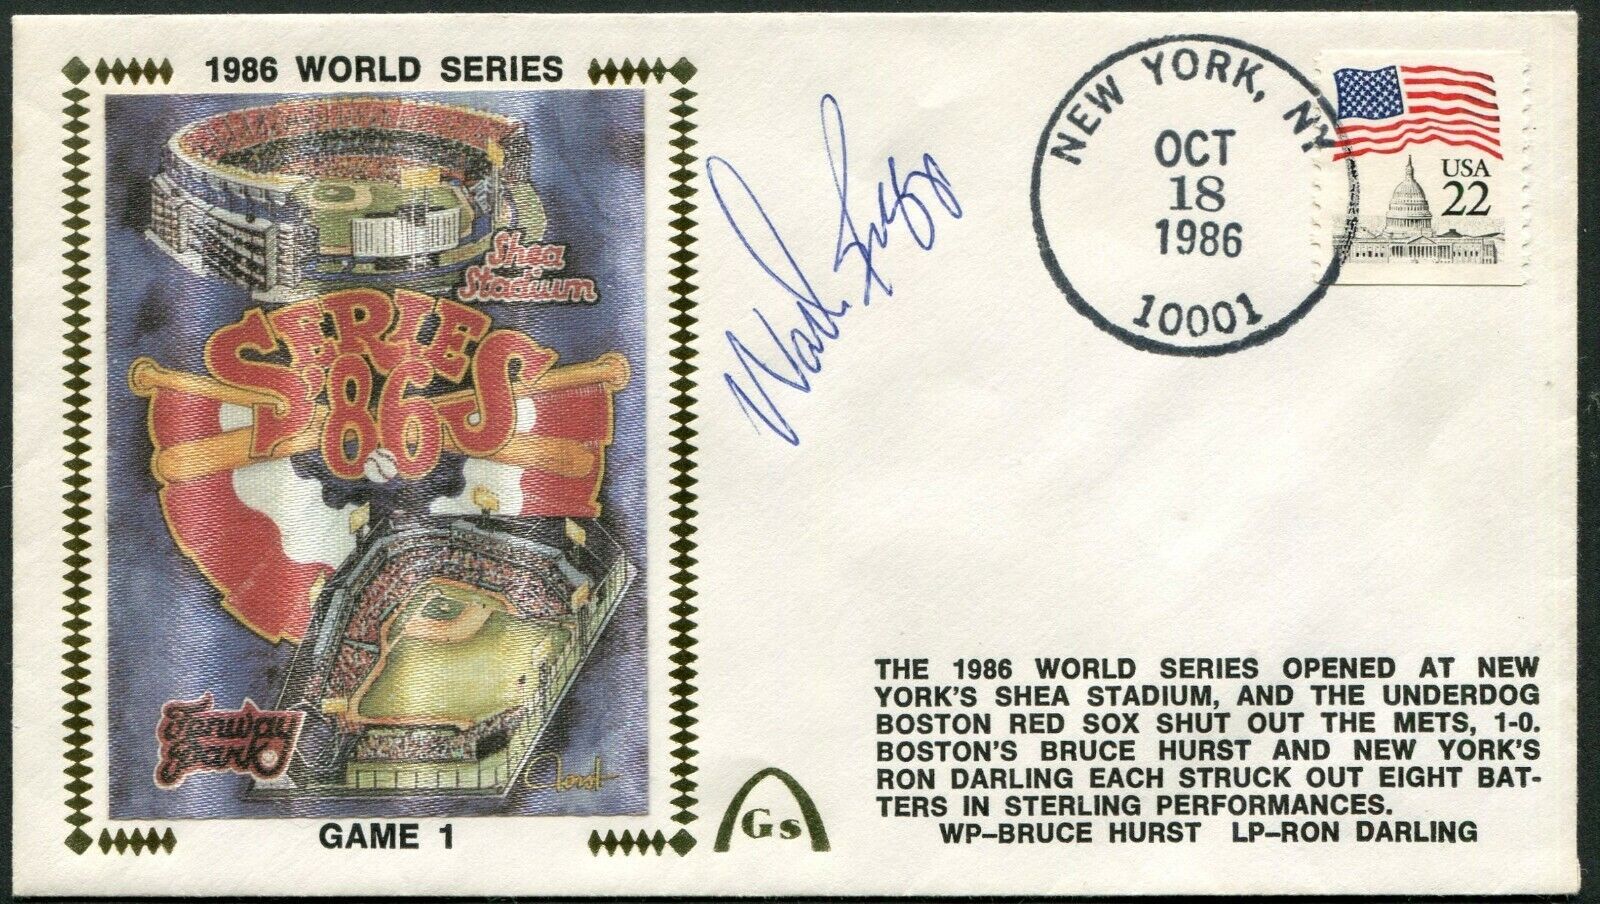 1986 WORLD SERIES
Shea
Stadium
SERIES
'86
Fenway
Park
GAME 1
NEW YORK, NY
OCT
18
1986
10001
USA
22
Gs
THE 1986 WORLD SERIES OPENED AT NEW
YORK'S SHEA STADIUM, AND THE UNDERDOG
BOSTON RED SOX SHUT OUT THE METS, 1-0.
BOSTON'S BRUCE HURST AND NEW YORK'S
RON DARLING EACH STRUCK OUT EIGHT BAT-
TERS IN STERLING PERFORMANCES.
WP–BRUCE HURST LP–RON DARLING